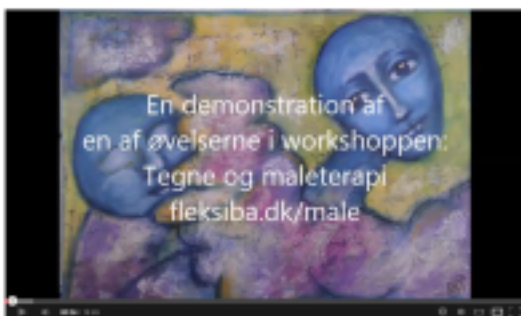 En demonstration af
en af øvelserne i workshoppen:
Tegne og maleterapi
fleksiba.dk/male